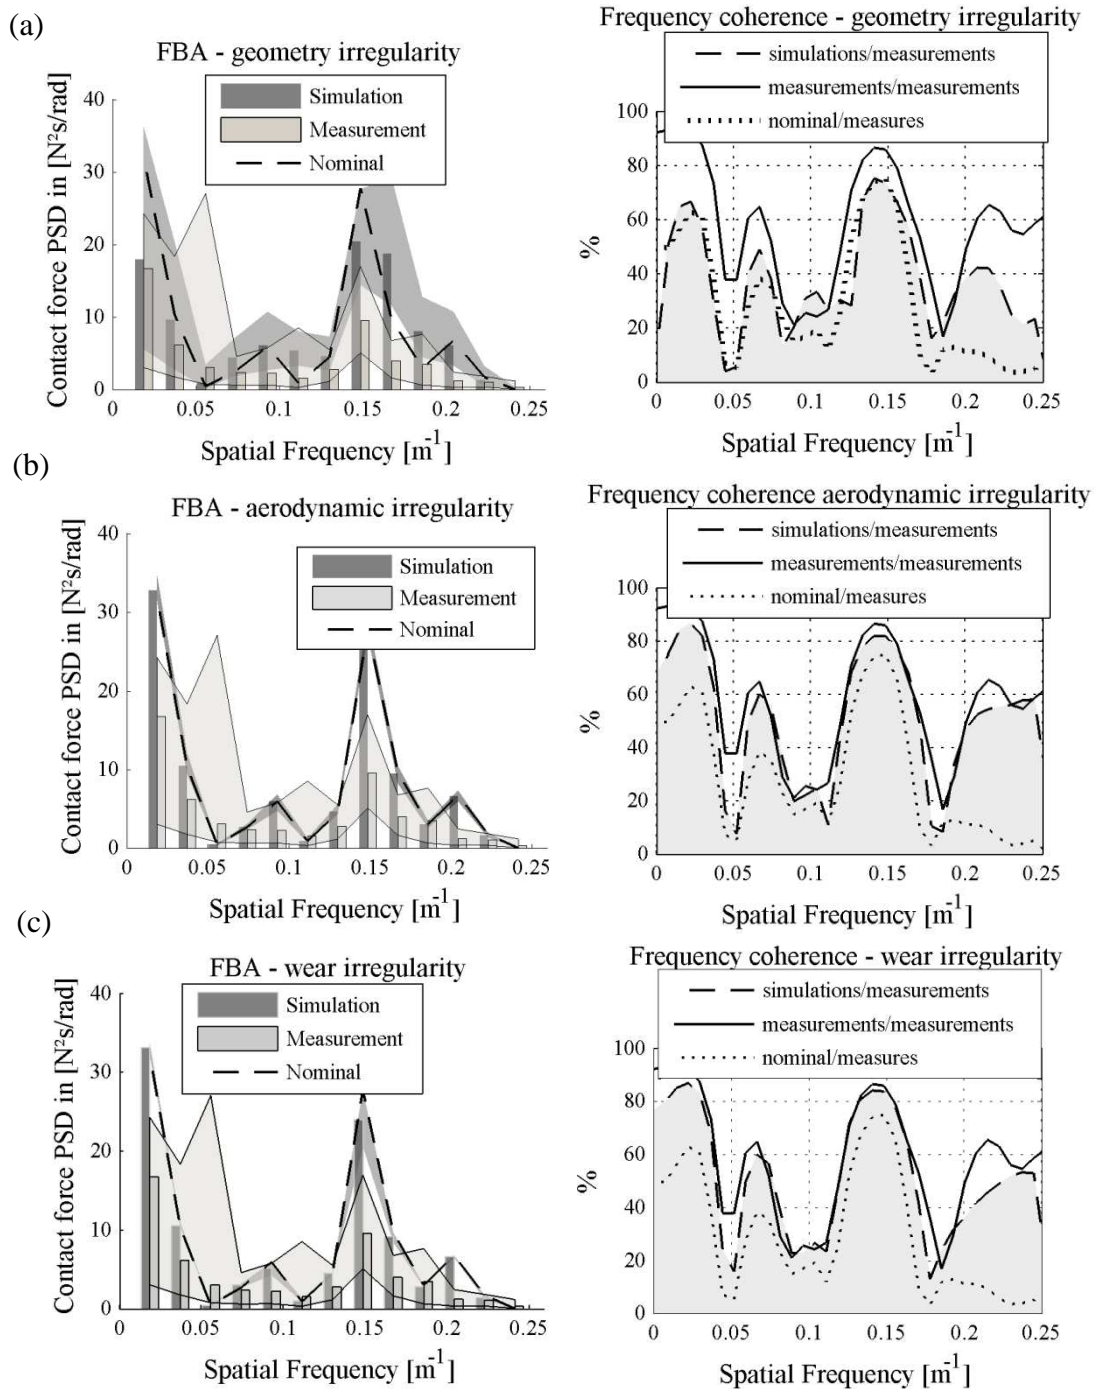 (a)
FBA - geometry irregularity
Simulation
Measurement
Nominal
Contact force PSD in [N²s/rad]
40
30
20
10
0
0 0.05 0.1 0.15 0.2 0.25
Spatial Frequency [m⁻¹]
Frequency coherence - geometry irregularity
simulations/measurements
measurements/measurements
nominal/measures
%
100
80
60
40
20
0
0 0.05 0.1 0.15 0.2 0.25
Spatial Frequency [m⁻¹]
(b)
FBA - aerodynamic irregularity
Simulation
Measurement
Nominal
Contact force PSD in [N²s/rad]
40
30
20
10
0
0 0.05 0.1 0.15 0.2 0.25
Spatial Frequency [m⁻¹]
Frequency coherence aerodynamic irregularity
simulations/measurements
measurements/measurements
nominal/measures
%
100
80
60
40
20
0
0 0.05 0.1 0.15 0.2 0.25
Spatial Frequency [m⁻¹]
(c)
FBA - wear irregularity
Simulation
Measurement
Nominal
Contact force PSD in [N²s/rad]
40
30
20
10
0
0 0.05 0.1 0.15 0.2 0.25
Spatial Frequency [m⁻¹]
Frequency coherence - wear irregularity
simulations/measurements
measurements/measurements
nominal/measures
%
100
80
60
40
20
0
0 0.05 0.1 0.15 0.2 0.25
Spatial Frequency [m⁻¹]